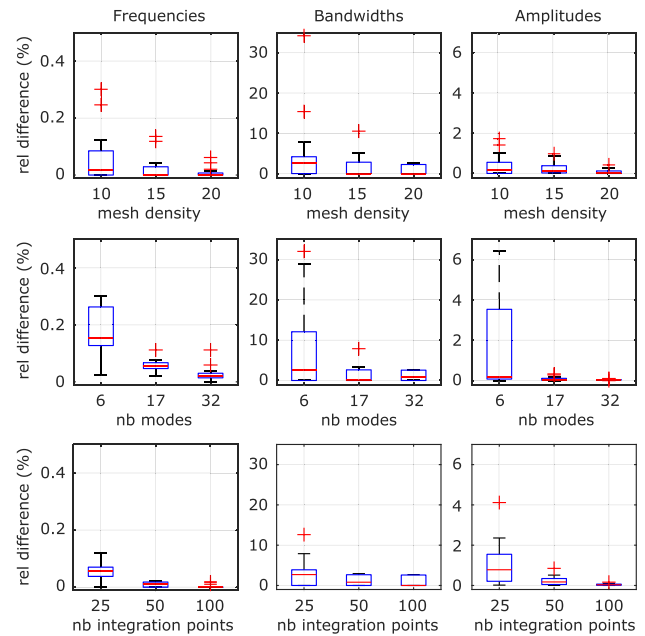 Frequencies Bandwidths Amplitudes
rel difference (%)
0.4
0.2
0
10 15 20
mesh density
30
20
10
0
10 15 20
mesh density
6
4
2
0
10 15 20
mesh density
rel difference (%)
0.4
0.2
0
6 17 32
nb modes
30
20
10
0
6 17 32
nb modes
6
4
2
0
6 17 32
nb modes
rel difference (%)
0.4
0.2
0
25 50 100
nb integration points
30
20
10
0
25 50 100
nb integration points
6
4
2
0
25 50 100
nb integration points